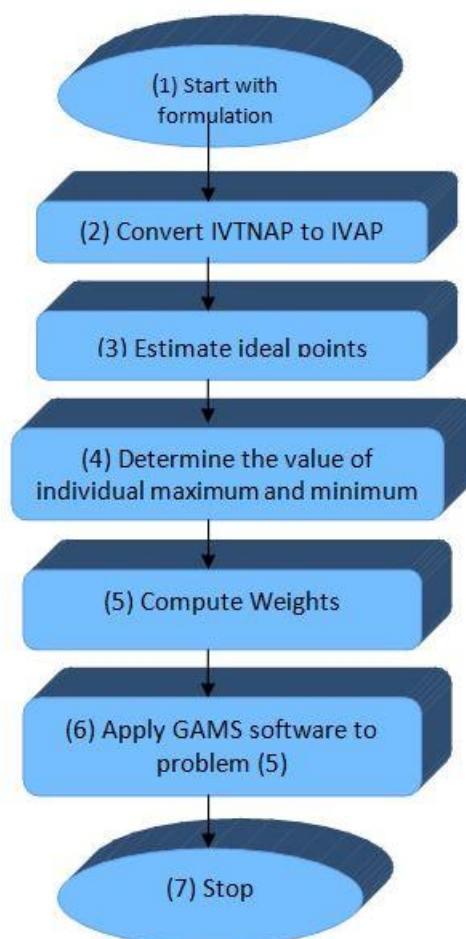 (1) Start with
formulation
(2) Convert IVTNAP to IVAP
(3) Estimate ideal points
(4) Determine the value of
individual maximum and minimum
(5) Compute Weights
(6) Apply GAMS software to
problem (5)
(7) Stop